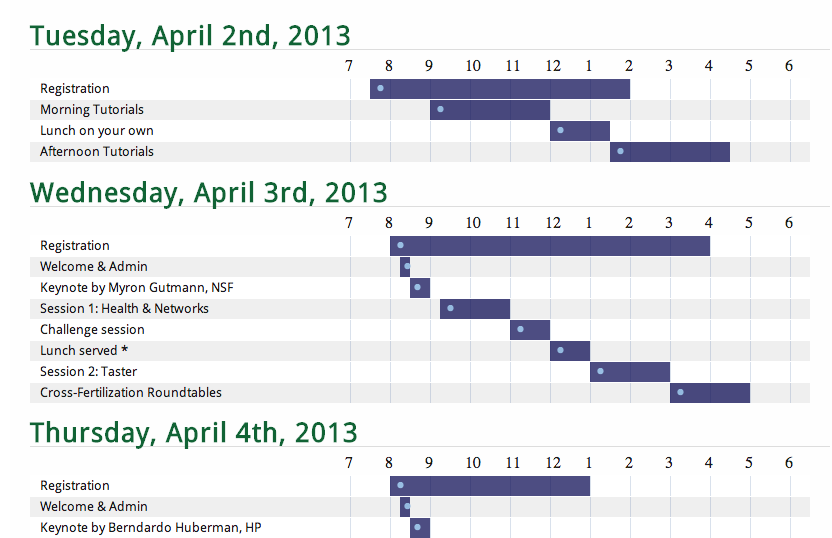 Tuesday, April 2nd, 2013
7 8 9 10 11 12 1 2 3 4 5 6
Registration
Morning Tutorials
Lunch on your own
Afternoon Tutorials
Wednesday, April 3rd, 2013
7 8 9 10 11 12 1 2 3 4 5 6
Registration
Welcome & Admin
Keynote by Myron Gutmann, NSF
Session 1: Health & Networks
Challenge session
Lunch served *
Session 2: Taster
Cross-Fertilization Roundtables
Thursday, April 4th, 2013
7 8 9 10 11 12 1 2 3 4 5 6
Registration
Welcome & Admin
Keynote by Berndardo Huberman, HP